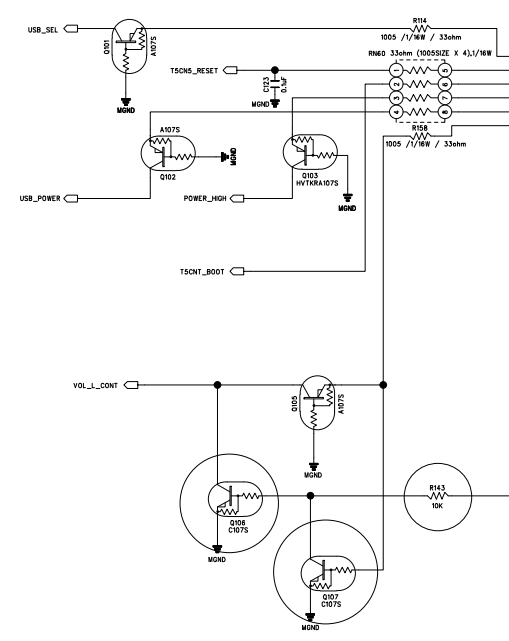 R114
USB_SEL
1005 /1/16W / 33ohm
Q101
A107S
RN60 33ohm (1005SIZE X 4),1/16W
T5CN5_RESET
1 5
C123
0.1uF
2 6
MGND
3 7
MGND
4 8
R158
A107S
1005 /1/16W / 33ohm
MGND
Q102
Q103
HVTKRA107S
USB_POWER
POWER_HIGH
MGND
T5CNT_BOOT
VOL_L_CONT
Q105
A107S
MGND
R143
10K
Q106
C107S
MGND
Q107
C107S
MGND